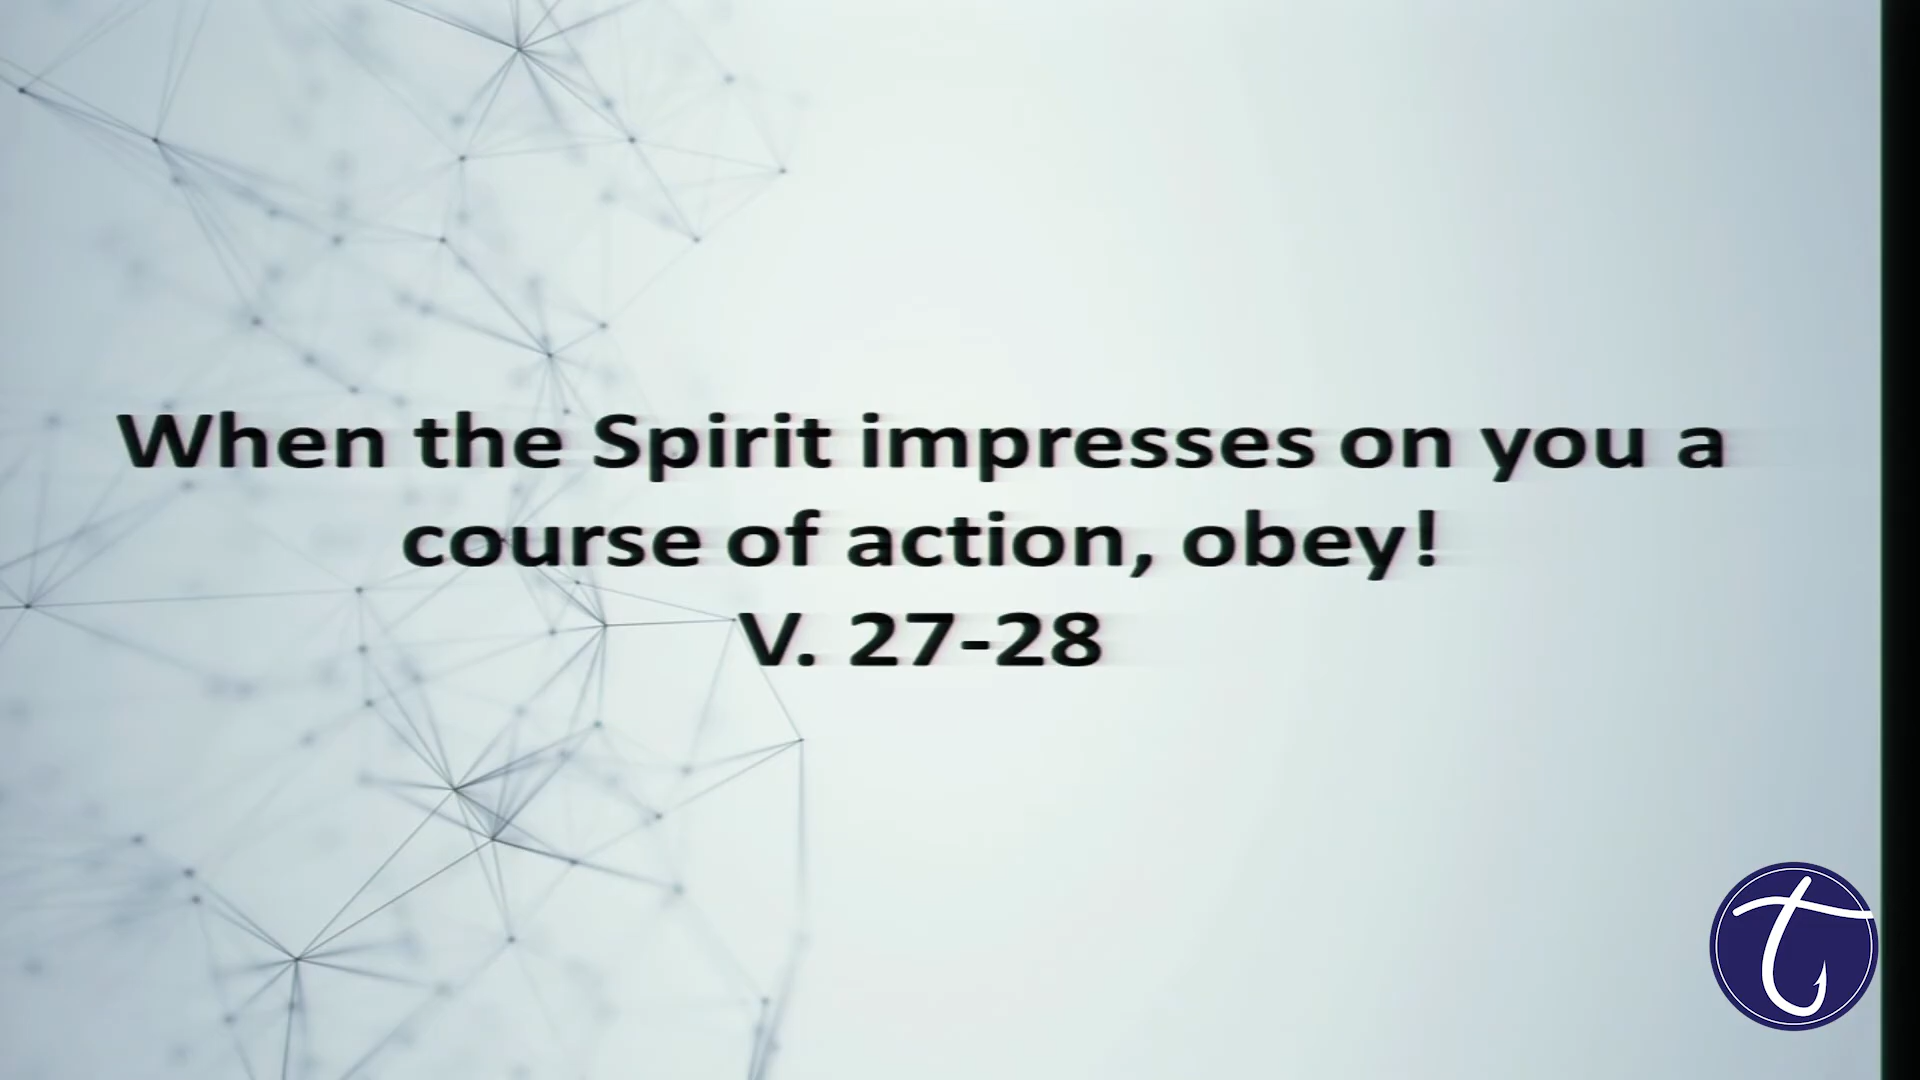 When the Spirit impresses on you a
course of action, obey!
V. 27-28